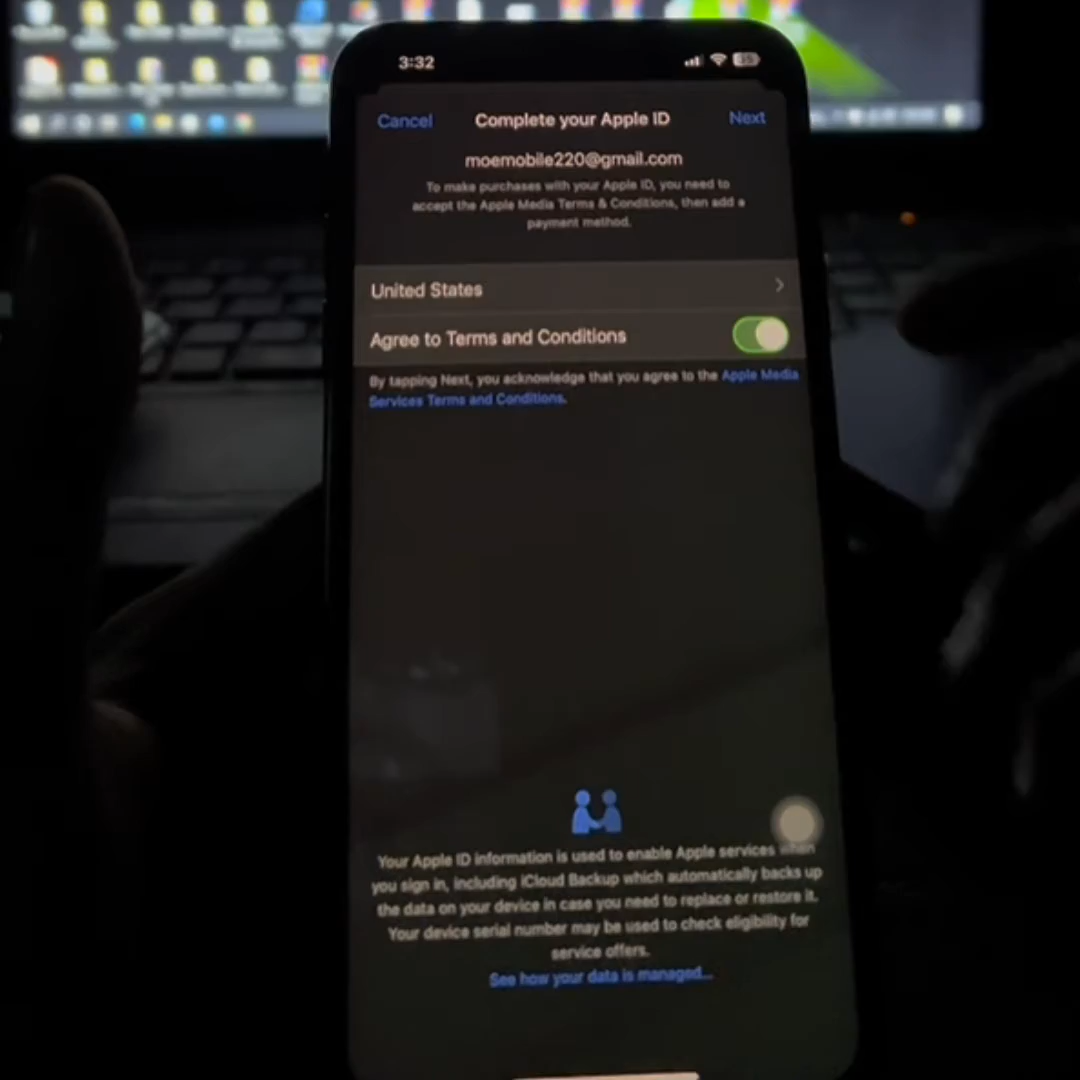 3:32
Cancel Complete your Apple ID Next
moemobile220@gmail.com
To make purchases with your Apple ID, you need to
accept the Apple Media Terms & Conditions, then add a
payment method.
United States
Agree to Terms and Conditions
By tapping Next, you acknowledge that you agree to the Apple Media
Services Terms and Conditions.
Your Apple ID information is used to enable Apple services when
you sign in, including iCloud Backup which automatically backs up
the data on your device in case you need to replace or restore it.
Your device serial number may be used to check eligibility for
service offers.
See how your data is managed...